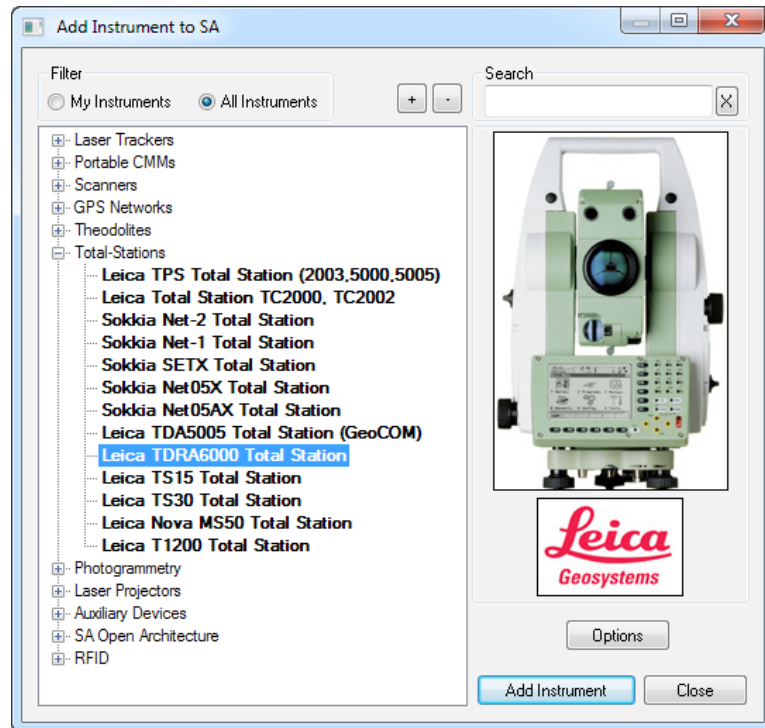 Add Instrument to SA
Filter
My Instruments All Instruments
+ -
Search
X
Laser Trackers
Portable CMMs
Scanners
GPS Networks
Theodolites
Total-Stations
Leica TPS Total Station (2003,5000,5005)
Leica Total Station TC2000, TC2002
Sokkia Net-2 Total Station
Sokkia Net-1 Total Station
Sokkia SETX Total Station
Sokkia Net05X Total Station
Sokkia Net05AX Total Station
Leica TDA5005 Total Station (GeoCOM)
Leica TDRA6000 Total Station
Leica TS15 Total Station
Leica TS30 Total Station
Leica Nova MS50 Total Station
Leica T1200 Total Station
Photogrammetry
Laser Projectors
Auxiliary Devices
SA Open Architecture
RFID
Leica
Geosystems
Options
Add Instrument Close